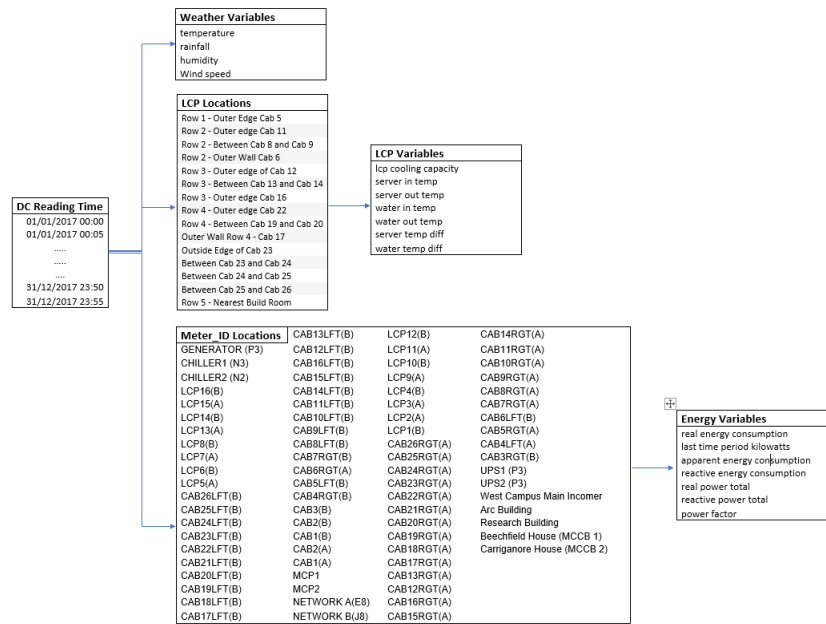 Weather Variables
temperature
rainfall
humidity
Wind speed
LCP Locations
Row 1 - Outer Edge Cab 5
Row 2 - Outer edge Cab 11
Row 2 - Between Cab 8 and Cab 9
Row 2 - Outer Wall Cab 6
Row 3 - Outer edge of Cab 12
Row 3 - Between Cab 13 and Cab 14
Row 3 - Outer edge Cab 16
Row 4 - Outer edge Cab 22
Row 4 - Between Cab 19 and Cab 20
Outer Wall Row 4 - Cab 17
Outside Edge of Cab 23
Between Cab 23 and Cab 24
Between Cab 24 and Cab 25
Between Cab 25 and Cab 26
Row 5 - Nearest Build Room
LCP Variables
lcp cooling capacity
server in temp
server out temp
water in temp
water out temp
server temp diff
water temp diff
DC Reading Time
01/01/2017 00:00
01/01/2017 00:05
.....
.....
....
31/12/2017 23:50
31/12/2017 23:55
Meter_ID Locations
GENERATOR (P3)
CHILLER1 (N3)
CHILLER2 (N2)
LCP16(B)
LCP15(A)
LCP14(B)
LCP13(A)
LCP8(B)
LCP7(A)
LCP6(B)
LCP5(A)
CAB26LFT(B)
CAB25LFT(B)
CAB24LFT(B)
CAB23LFT(B)
CAB22LFT(B)
CAB21LFT(B)
CAB20LFT(B)
CAB19LFT(B)
CAB18LFT(B)
CAB17LFT(B)
CAB13LFT(B)
CAB12LFT(B)
CAB16LFT(B)
CAB15LFT(B)
CAB14LFT(B)
CAB11LFT(B)
CAB10LFT(B)
CAB9LFT(B)
CAB8LFT(B)
CAB7RGT(B)
CAB6RGT(A)
CAB5LFT(B)
CAB4RGT(B)
CAB3(B)
CAB2(B)
CAB1(B)
CAB2(A)
CAB1(A)
MCP1
MCP2
NETWORK A(E8)
NETWORK B(J8)
LCP12(B)
LCP11(A)
LCP10(B)
LCP9(A)
LCP4(B)
LCP3(A)
LCP2(A)
LCP1(B)
CAB26RGT(A)
CAB25RGT(A)
CAB24RGT(A)
CAB23RGT(A)
CAB22RGT(A)
CAB21RGT(A)
CAB20RGT(A)
CAB19RGT(A)
CAB18RGT(A)
CAB17RGT(A)
CAB13RGT(A)
CAB12RGT(A)
CAB16RGT(A)
CAB15RGT(A)
CAB14RGT(A)
CAB11RGT(A)
CAB10RGT(A)
CAB9RGT(A)
CAB8RGT(A)
CAB7RGT(A)
CAB6LFT(B)
CAB5RGT(A)
CAB4LFT(A)
CAB3RGT(B)
UPS1 (P3)
UPS2 (P3)
West Campus Main Incomer
Arc Building
Research Building
Beechfield House (MCCB 1)
Carriganore House (MCCB 2)
Energy Variables
real energy consumption
last time period kilowatts
apparent energy consumption
reactive energy consumption
real power total
reactive power total
power factor